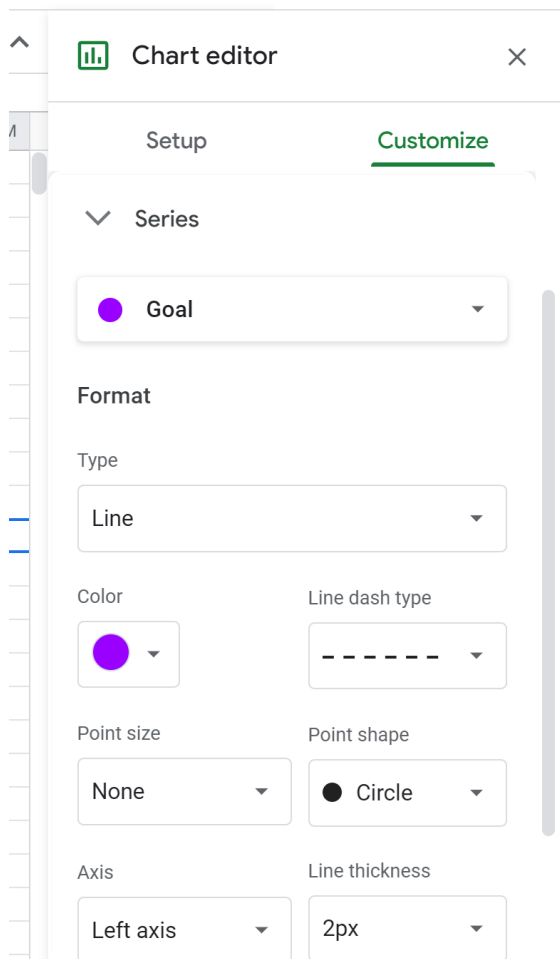 Chart editor
M
Setup Customize
Series
Goal
Format
Type
Line
Color Line dash type
Point size Point shape
None Circle
Axis Line thickness
Left axis 2px